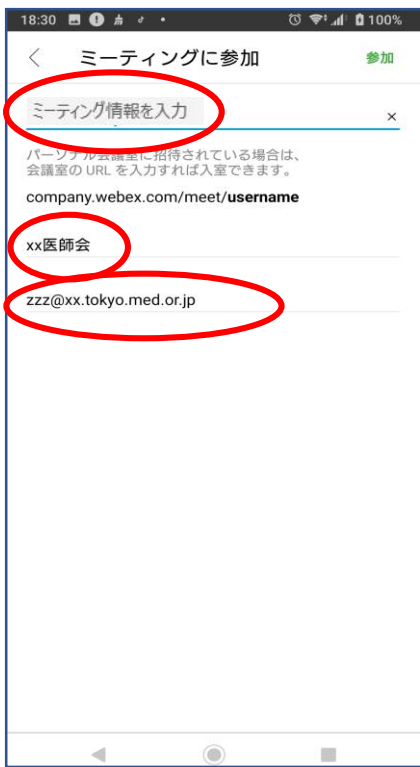 18:30 100%
ミーティングに参加 参加
ミーティング情報を入力 ×
パーソナル会議室に招待されている場合は、
会議室の URL を入力すれば入室できます。
company.webex.com/meet/username
xx医師会
zzz@xx.tokyo.med.or.jp